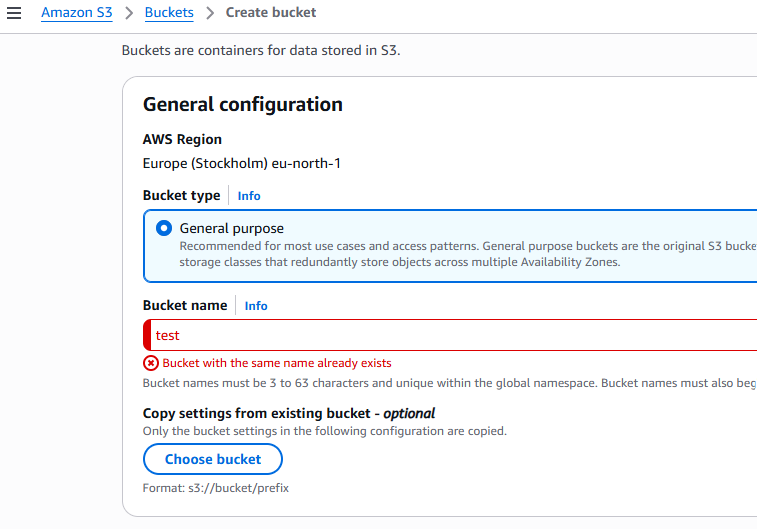 Amazon S3 > Buckets > Create bucket
Buckets are containers for data stored in S3.
General configuration
AWS Region
Europe (Stockholm) eu-north-1
Bucket type Info
General purpose
Recommended for most use cases and access patterns. General purpose buckets are the original S3
storage classes that redundantly store objects across multiple Availability Zones.
Bucket name Info
test
Bucket with the same name already exists
Bucket names must be 3 to 63 characters and unique within the global namespace. Bucket names must also
Copy settings from existing bucket - optional
Only the bucket settings in the following configuration are copied.
Choose bucket
Format: s3://bucket/prefix